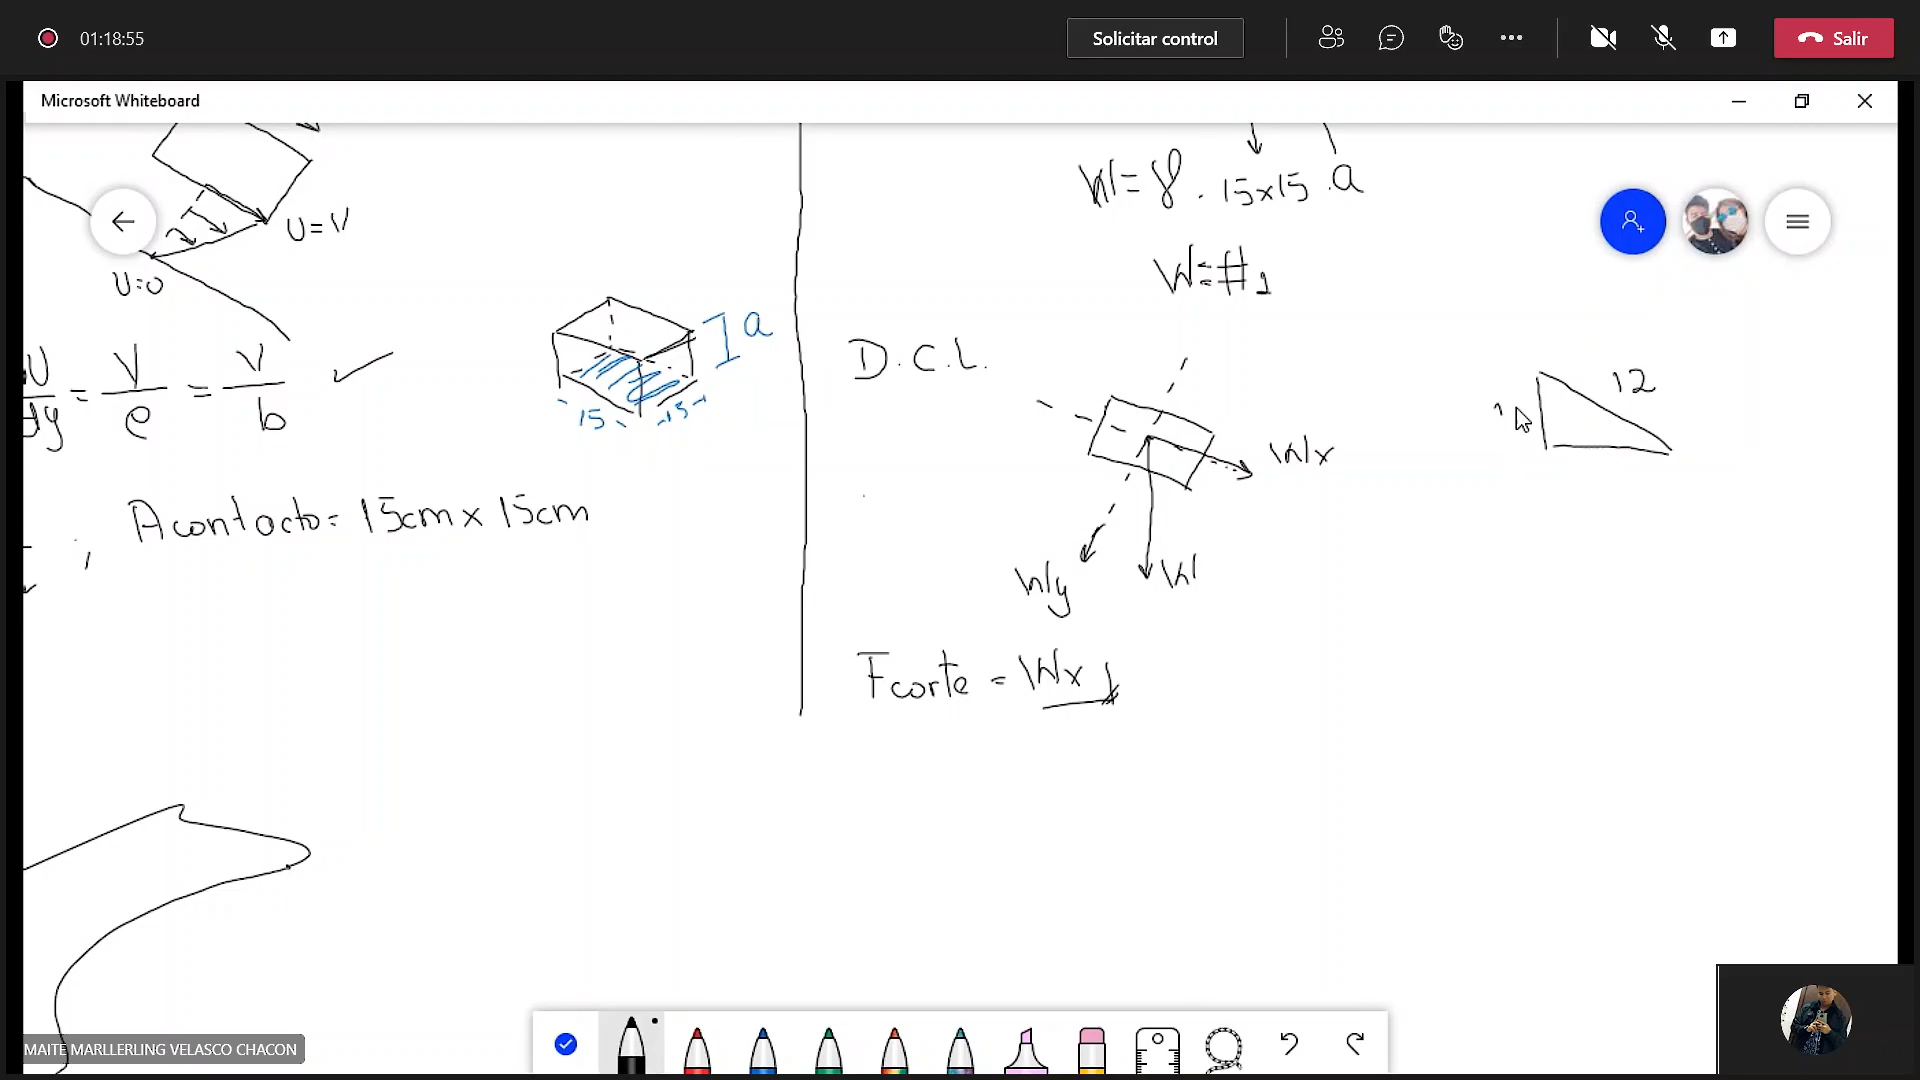 01:18:55
Solicitar control
Salir
Microsoft Whiteboard
U=V
U=0
V/e = V/b
a
15
15
A contacto = 15cm x 15cm
W = γ . 15x15 . a
W = #1
D.C.L.
Wx
Wy
W
12
Fcorte = Wx
MAITE MARLLERLING VELASCO CHACON